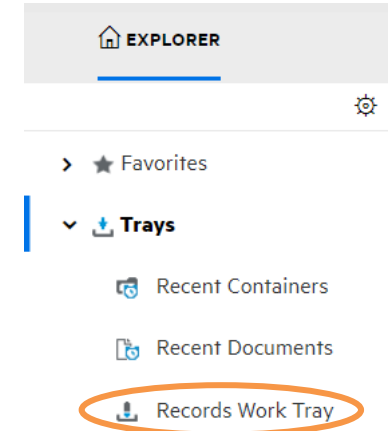 EXPLORER
Favorites
Trays
Recent Containers
Recent Documents
Records Work Tray